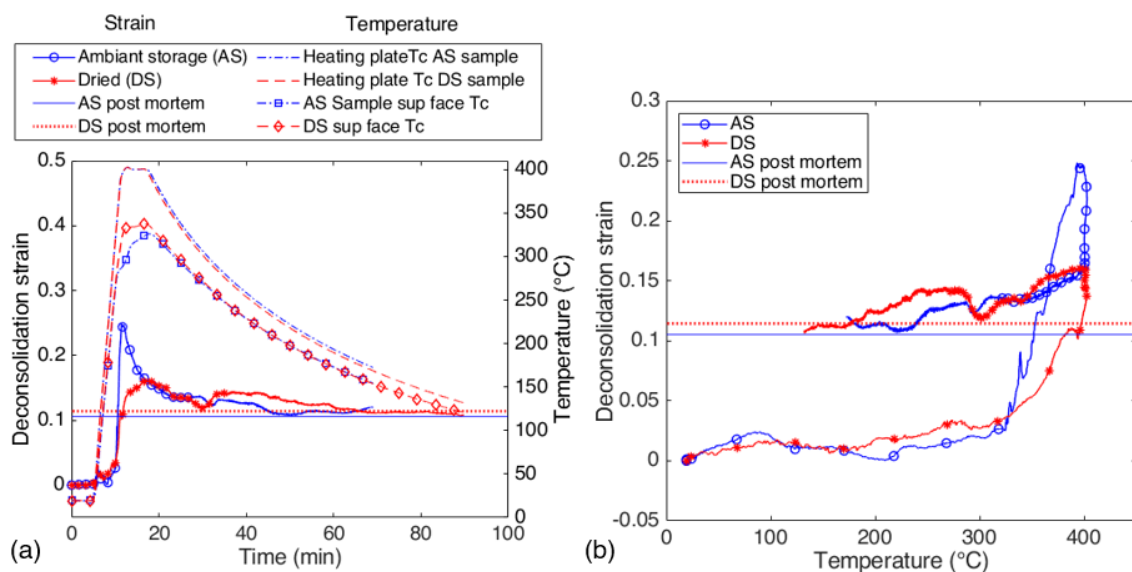 Strain Temperature
Ambiant storage (AS) Heating plateTc AS sample
Dried (DS) Heating plate Tc DS sample
AS post mortem AS Sample sup face Tc
DS post mortem DS sup face Tc
0.5
0.4
0.3
0.2
0.1
0
Deconsolidation strain
400
350
300
250
200
150
100
50
0
Temperature (°C)
0 20 40 60 80 100
Time (min)
(a)
AS
DS
AS post mortem
DS post mortem
0.3
0.25
0.20
0.15
0.1
0.05
0
-0.05
Deconsolidation strain
0 100 200 300 400
Temperature (°C)
(b)